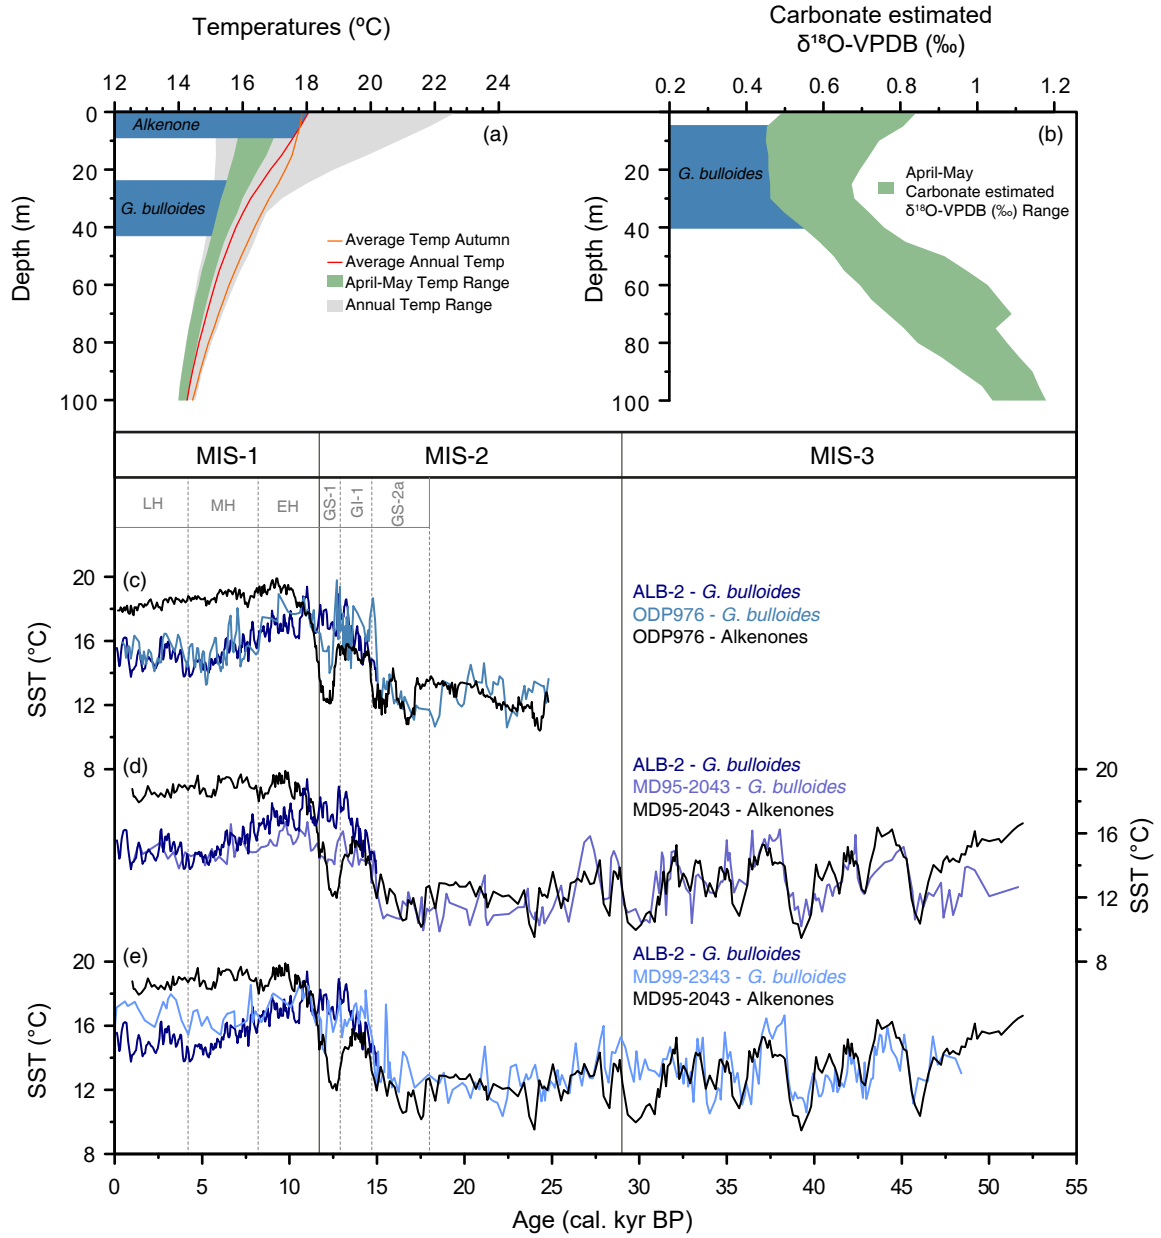 Temperatures (ºC)
Carbonate estimated
δ¹⁸O-VPDB (‰)
12 14 16 18 20 22 24
0.2 0.4 0.6 0.8 1 1.2
0
20
40
60
80
100
Depth (m)
Alkenone
G. bulloides
(a)
Average Temp Autumn
Average Annual Temp
April-May Temp Range
Annual Temp Range
0
20
40
60
80
100
Depth (m)
G. bulloides
(b)
April-May
Carbonate estimated
δ¹⁸O-VPDB (‰) Range
MIS-1 MIS-2 MIS-3
LH MH EH GS-1 GI-1 GS-2a
(c)
20
16
12
8
SST (°C)
ALB-2 - G. bulloides
ODP976 - G. bulloides
ODP976 - Alkenones
(d)
ALB-2 - G. bulloides
MD95-2043 - G. bulloides
MD95-2043 - Alkenones
20
16
12
8
SST (°C)
(e)
20
16
12
8
SST (°C)
ALB-2 - G. bulloides
MD99-2343 - G. bulloides
MD95-2043 - Alkenones
0 5 10 15 20 25 30 35 40 45 50 55
Age (cal. kyr BP)